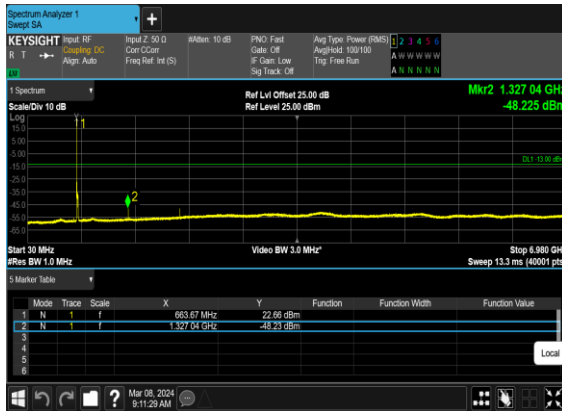 Spectrum Analyzer 1
Swept SA
+
KEYSIGHT
R T
LXI
Input: RF
Coupling: DC
Align: Auto
Input Z: 50 Ω
Corr CCorr
Freq Ref: Int (S)
#Atten: 10 dB
PNO: Fast
Gate: Off
IF Gain: Low
Sig Track: Off
Avg Type: Power (RMS)
Avg|Hold: 100/100
Trig: Free Run
1 2 3 4 5 6
A W W W W W
A N N N N N
1 Spectrum
Scale/Div 10 dB
Ref Lvl Offset 25.00 dB
Ref Level 25.00 dBm
Mkr2 1.327 04 GHz
-48.225 dBm
Log
15.0
5.00
-5.00
-15.0
-25.0
-35.0
-45.0
-55.0
-65.0
1
2
DL1 -13.00 dBm
Start 30 MHz
#Res BW 1.0 MHz
Video BW 3.0 MHz*
Stop 6.980 GHz
Sweep 13.3 ms (40001 pts)
5 Marker Table
Mode Trace Scale X Y Function Function Width Function Value
1 N 1 f 663.67 MHz 22.66 dBm
2 N 1 f 1.327 04 GHz -48.23 dBm
3
4
5
6
Local
?
Mar 08, 2024
9:11:29 AM